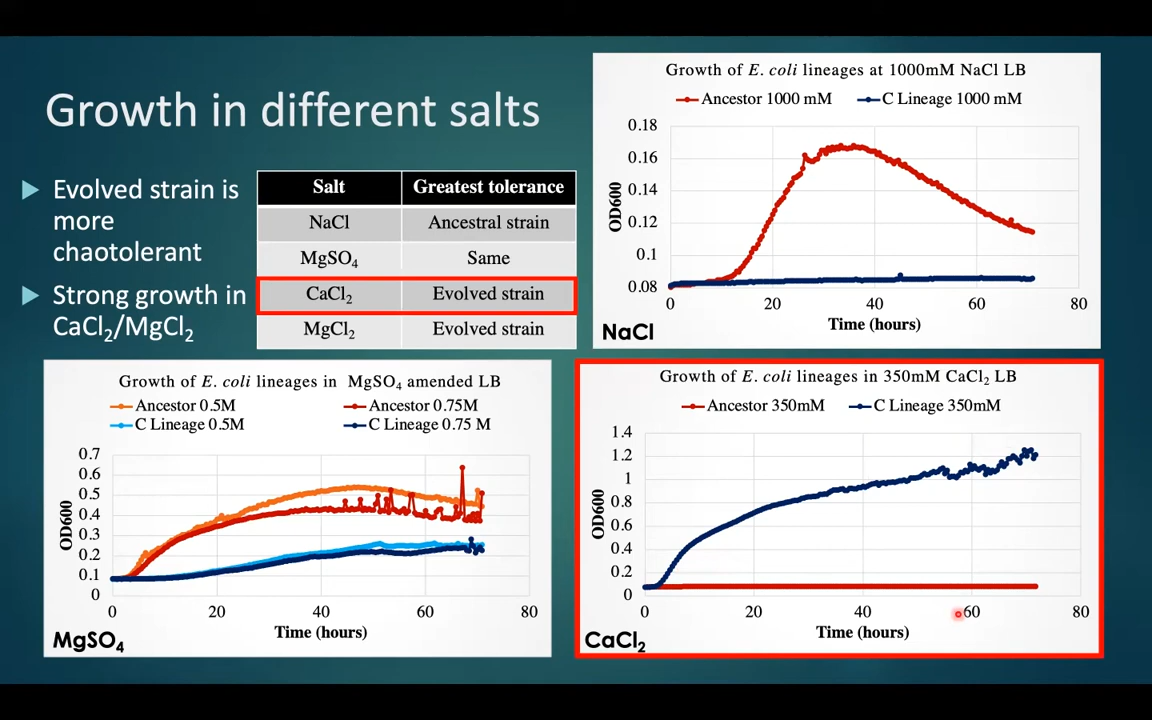 Growth in different salts
Evolved strain is
more
chaotolerant
Strong growth in
CaCl₂/MgCl₂
Salt Greatest tolerance
NaCl Ancestral strain
MgSO₄ Same
CaCl₂ Evolved strain
MgCl₂ Evolved strain
Growth of E. coli lineages at 1000mM NaCl LB
Ancestor 1000 mM C Lineage 1000 mM
0.18
0.16
0.14
0.12
0.1
0.08
OD600
0 20 40 60 80
Time (hours)
NaCl
Growth of E. coli lineages in MgSO₄ amended LB
Ancestor 0.5M Ancestor 0.75M
C Lineage 0.5M C Lineage 0.75 M
0.7
0.6
0.5
0.4
0.3
0.2
0.1
0
OD600
0 20 40 60 80
Time (hours)
MgSO₄
Growth of E. coli lineages in 350mM CaCl₂ LB
Ancestor 350mM C Lineage 350mM
1.4
1.2
1
0.8
0.6
0.4
0.2
0
OD600
0 20 40 60 80
Time (hours)
CaCl₂